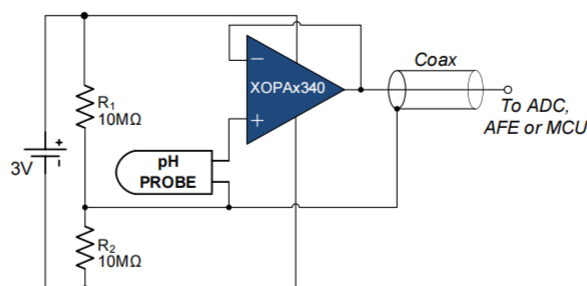 3V
+
-
R1
10MΩ
R2
10MΩ
pH
PROBE
−
XOPAx340
+
Coax
To ADC,
AFE or MCU